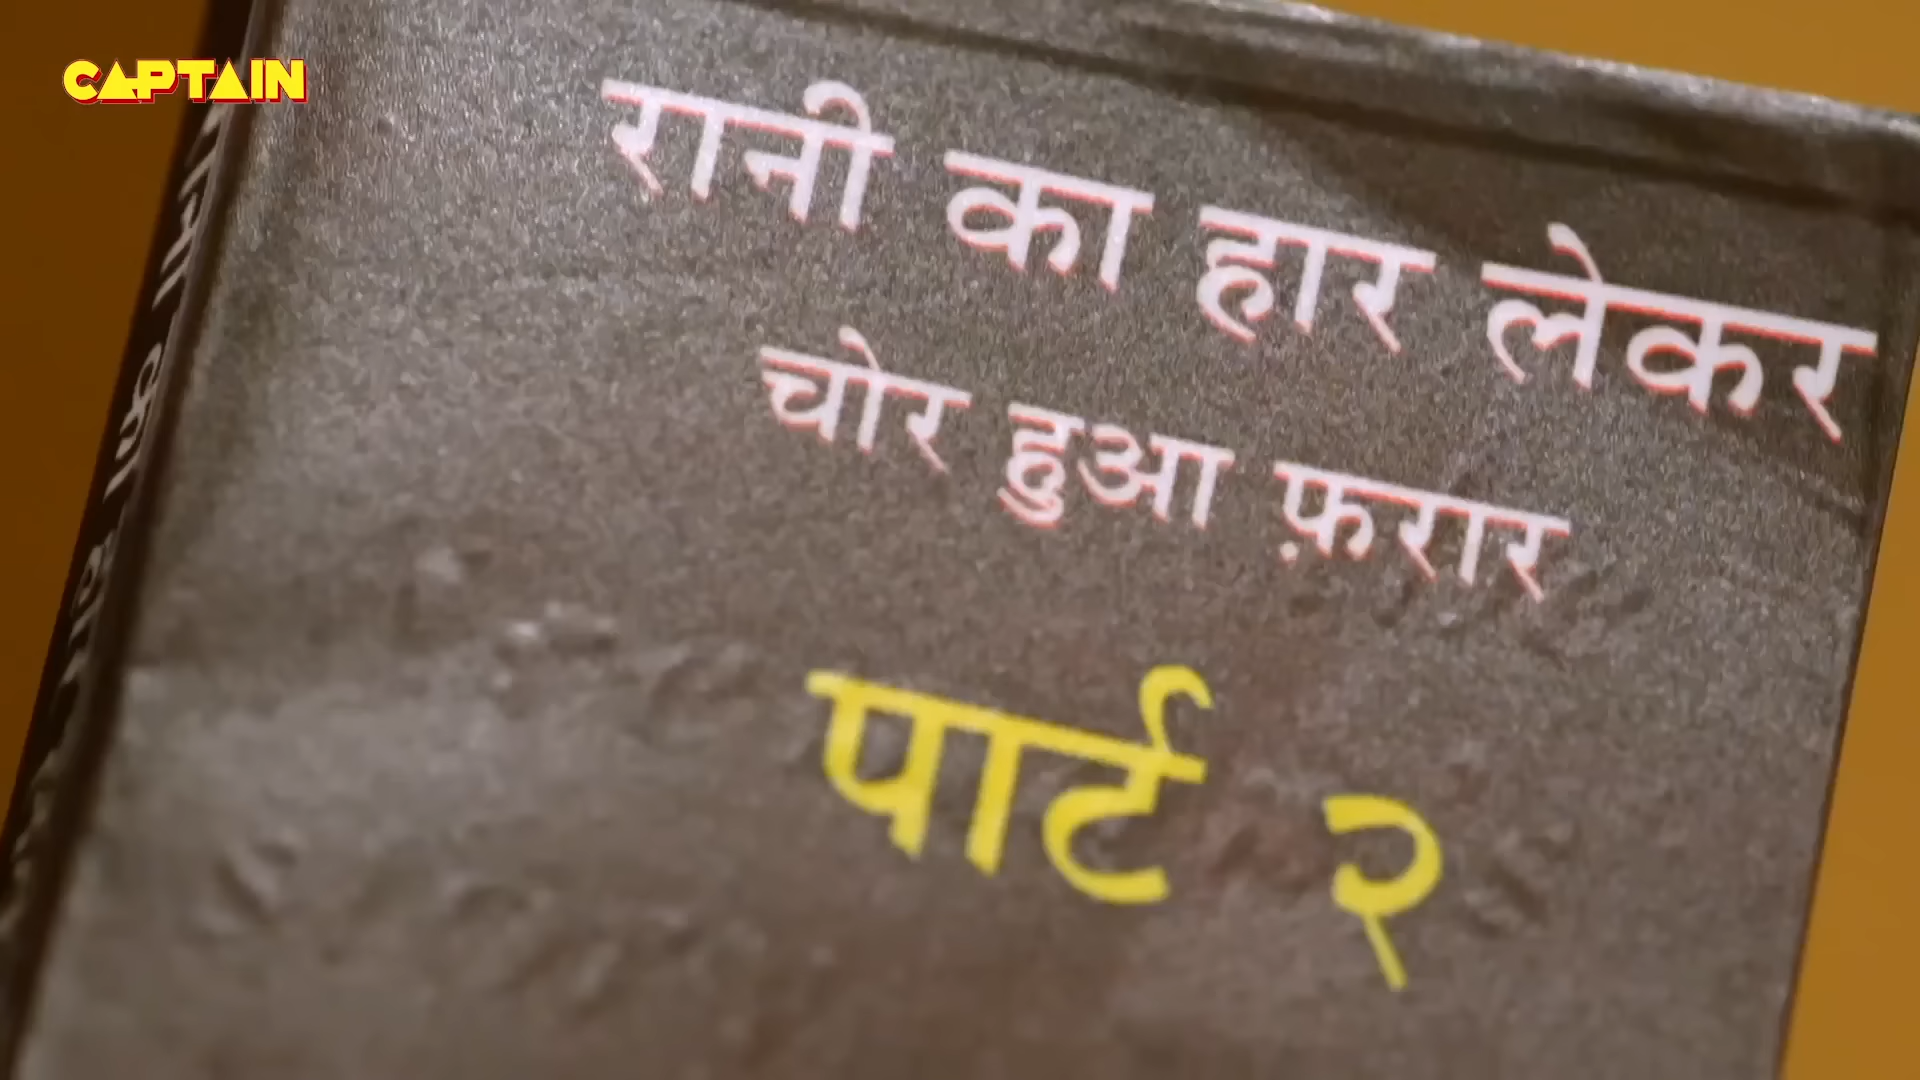 CAPTAIN
रानी का हार लेकर
चोर हुआ फ़रार
पार्ट २